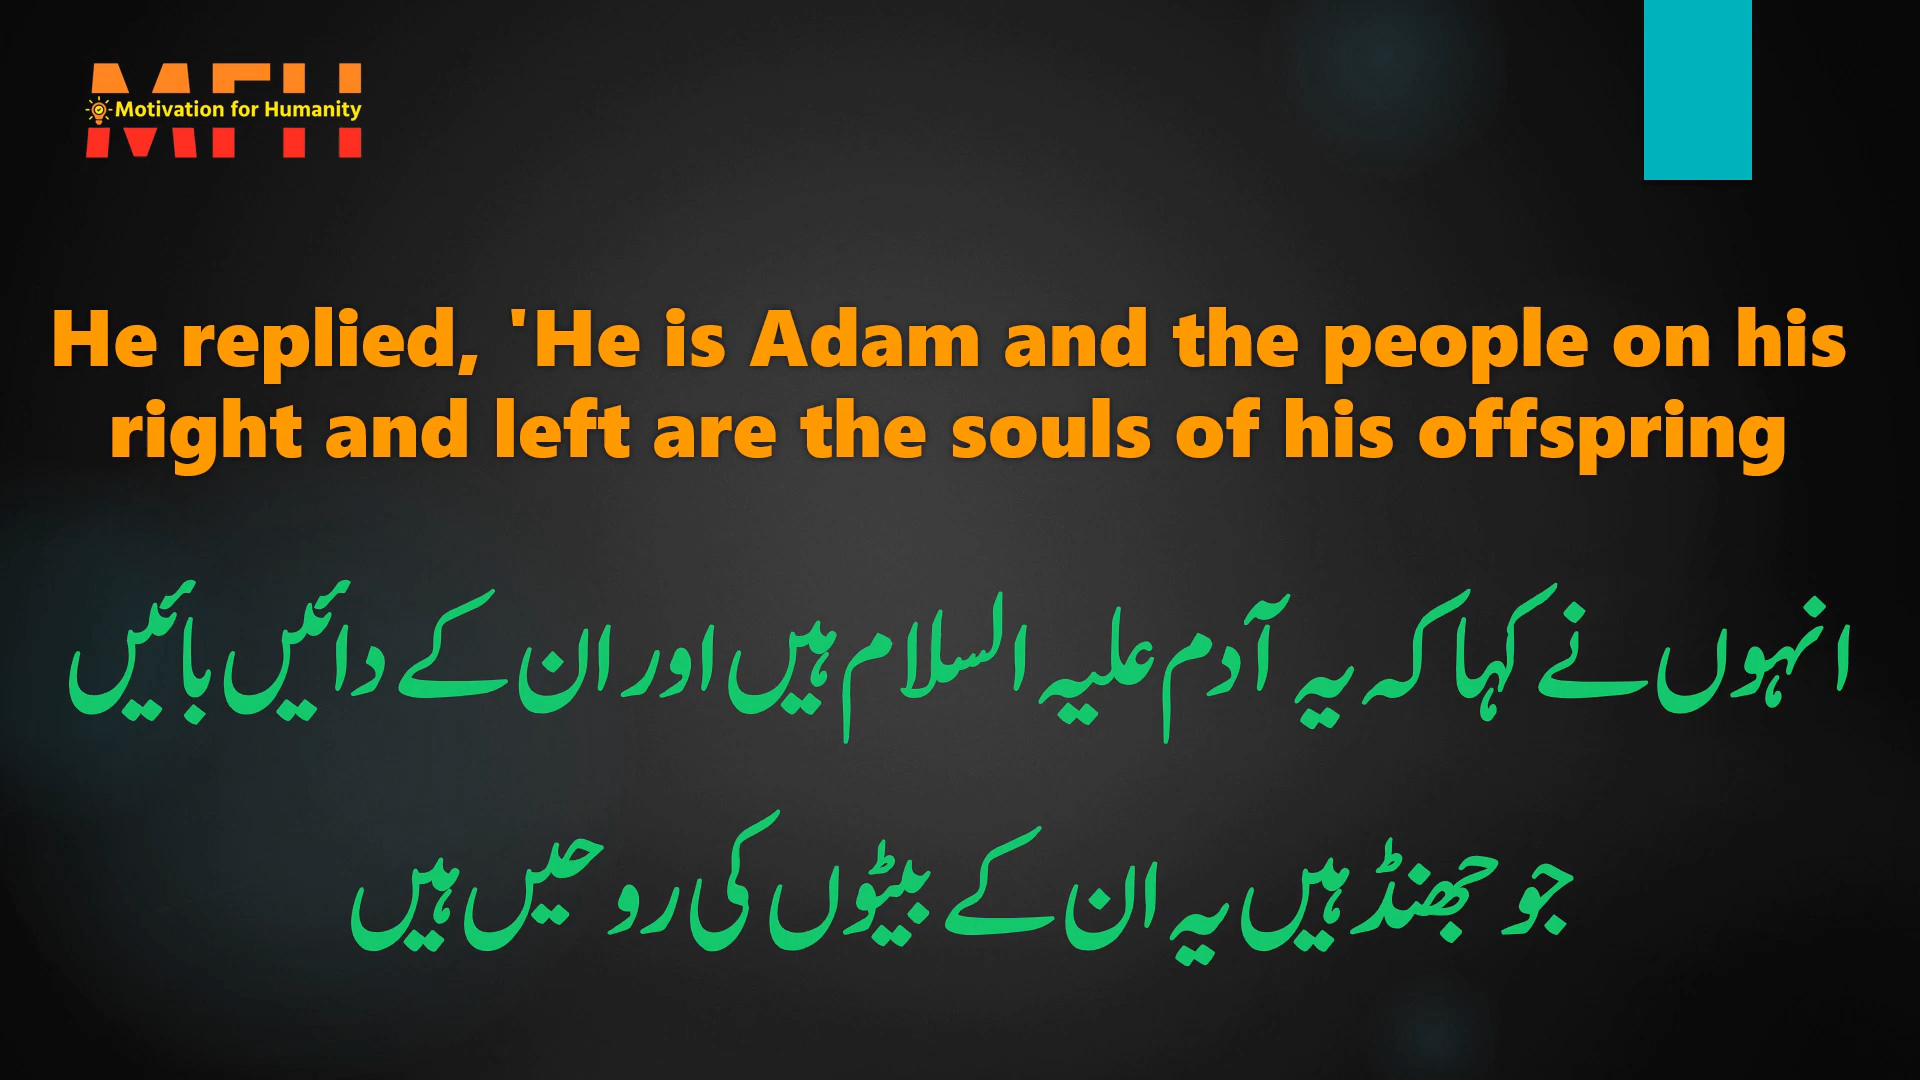 MFH
Motivation for Humanity
He replied, 'He is Adam and the people on his
right and left are the souls of his offspring
انہوں نے کہا کہ یہ آدم علیہ السلام ہیں اور ان کے دائیں بائیں
جو جھنڈ ہیں یہ ان کے بیٹوں کی روحیں ہیں